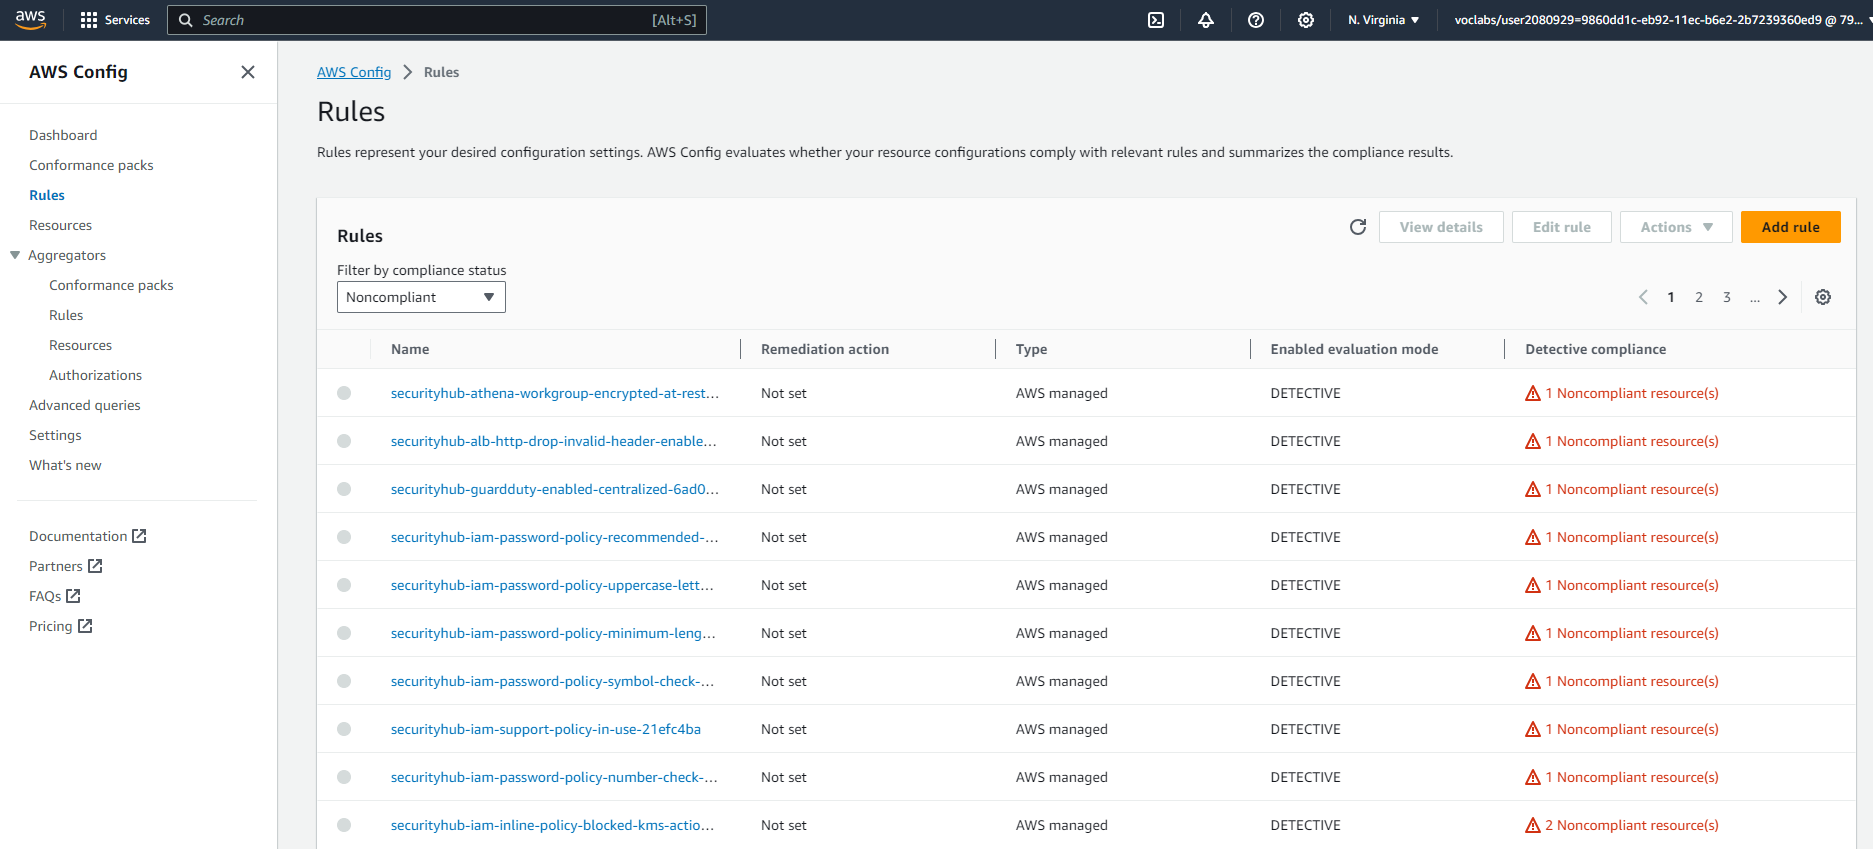 aws
Services
Search
[Alt+S]
N. Virginia
voclabs/user2080929=9860dd1c-eb92-11ec-b6e2-2b7239360ed9 @ 79...
AWS Config
Dashboard
Conformance packs
Rules
Resources
Aggregators
Conformance packs
Rules
Resources
Authorizations
Advanced queries
Settings
What's new
Documentation
Partners
FAQs
Pricing
AWS Config > Rules
Rules
Rules represent your desired configuration settings. AWS Config evaluates whether your resource configurations comply with relevant rules and summarizes the compliance results.
Rules
View details
Edit rule
Actions
Add rule
Filter by compliance status
Noncompliant
1 2 3 ...
Name Remediation action Type Enabled evaluation mode Detective compliance
securityhub-athena-workgroup-encrypted-at-rest... Not set AWS managed DETECTIVE 1 Noncompliant resource(s)
securityhub-alb-http-drop-invalid-header-enable... Not set AWS managed DETECTIVE 1 Noncompliant resource(s)
securityhub-guardduty-enabled-centralized-6ad0... Not set AWS managed DETECTIVE 1 Noncompliant resource(s)
securityhub-iam-password-policy-recommended-... Not set AWS managed DETECTIVE 1 Noncompliant resource(s)
securityhub-iam-password-policy-uppercase-lett... Not set AWS managed DETECTIVE 1 Noncompliant resource(s)
securityhub-iam-password-policy-minimum-leng... Not set AWS managed DETECTIVE 1 Noncompliant resource(s)
securityhub-iam-password-policy-symbol-check-... Not set AWS managed DETECTIVE 1 Noncompliant resource(s)
securityhub-iam-support-policy-in-use-21efc4ba Not set AWS managed DETECTIVE 1 Noncompliant resource(s)
securityhub-iam-password-policy-number-check-... Not set AWS managed DETECTIVE 1 Noncompliant resource(s)
securityhub-iam-inline-policy-blocked-kms-actio... Not set AWS managed DETECTIVE 2 Noncompliant resource(s)